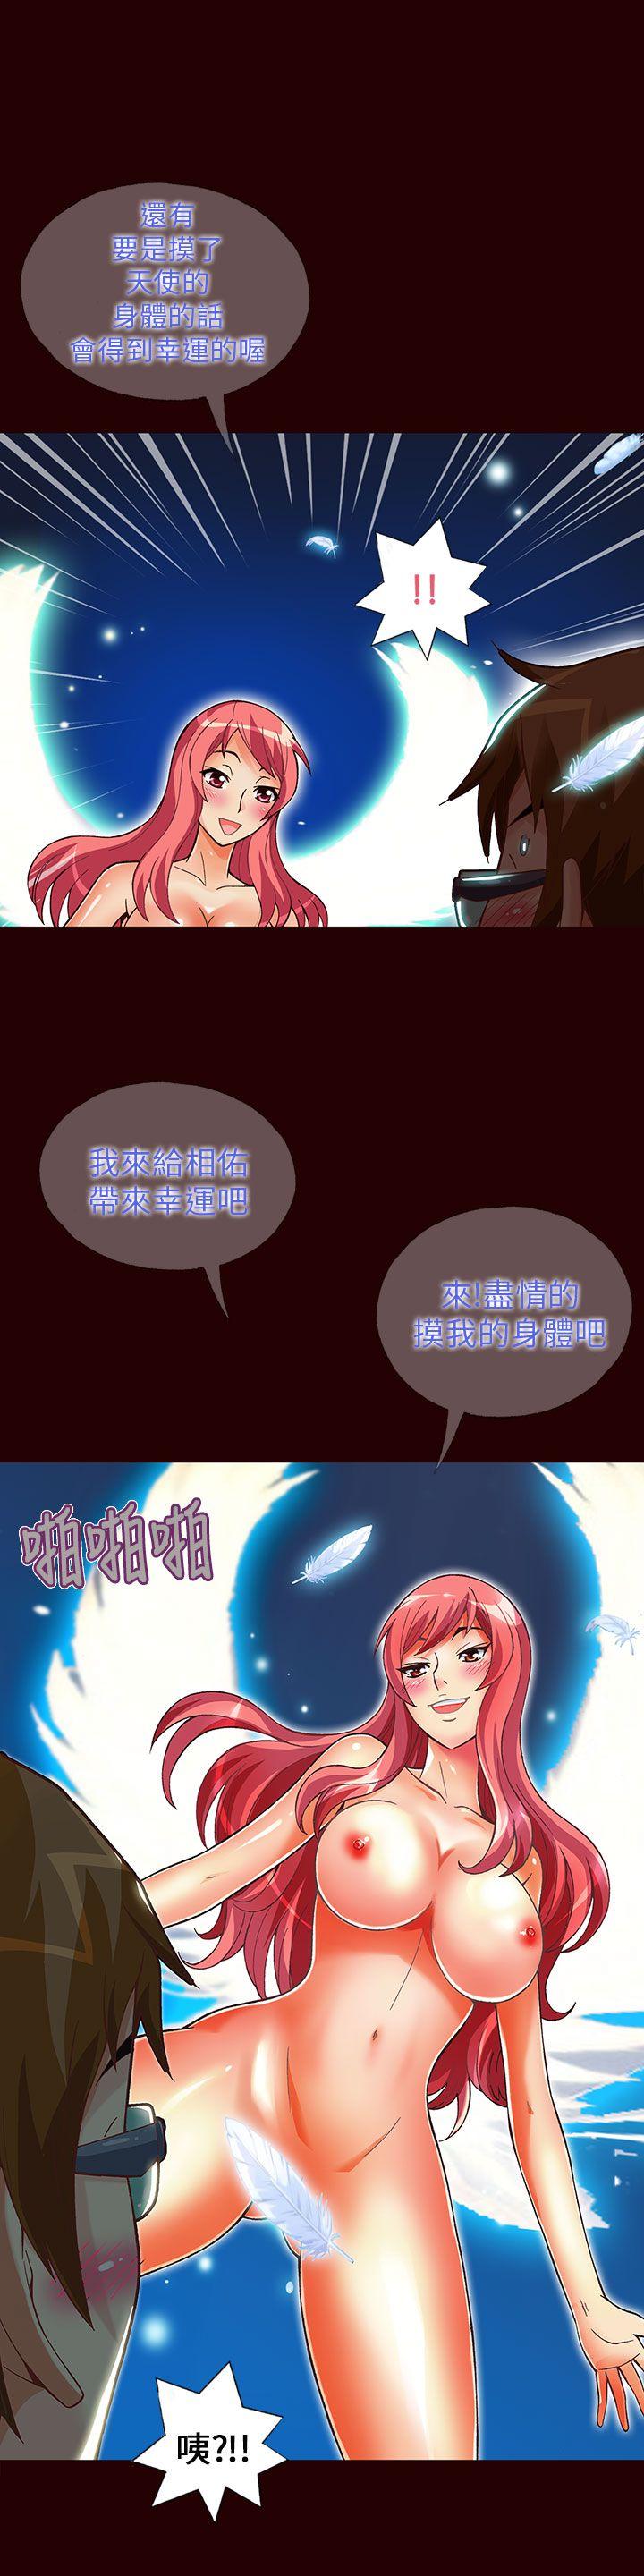 還有
要是摸了
天使的
身體的話
會得到幸運的喔
!!
我來給相佑
帶來幸運吧
來!盡情的
摸我的身體吧
啪啪啪
咦?!!